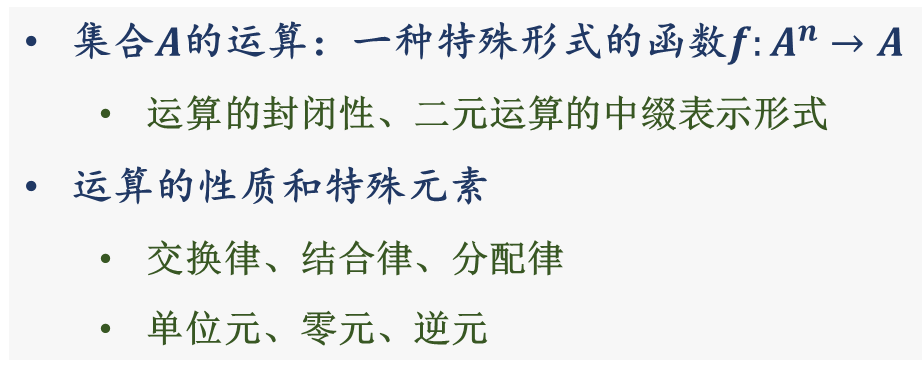 • 集合A的运算：一种特殊形式的函数f: Aⁿ → A
• 运算的封闭性、二元运算的中缀表示形式
• 运算的性质和特殊元素
• 交换律、结合律、分配律
• 单位元、零元、逆元